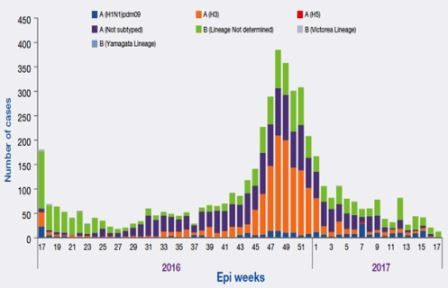 A (H1N1)pdm09
A (H3)
A (H5)
A (Not subtyped)
B (Lineage Not determined)
B (Victorea Lineage)
B (Yamagata Lineage)
Number of cases
450
400
350
300
250
200
150
100
50
0
17 19 21 23 25 27 29 31 33 35 37 39 41 43 45 47 49 51 1 3 5 7 9 11 13 15 17
2016 2017
Epi weeks